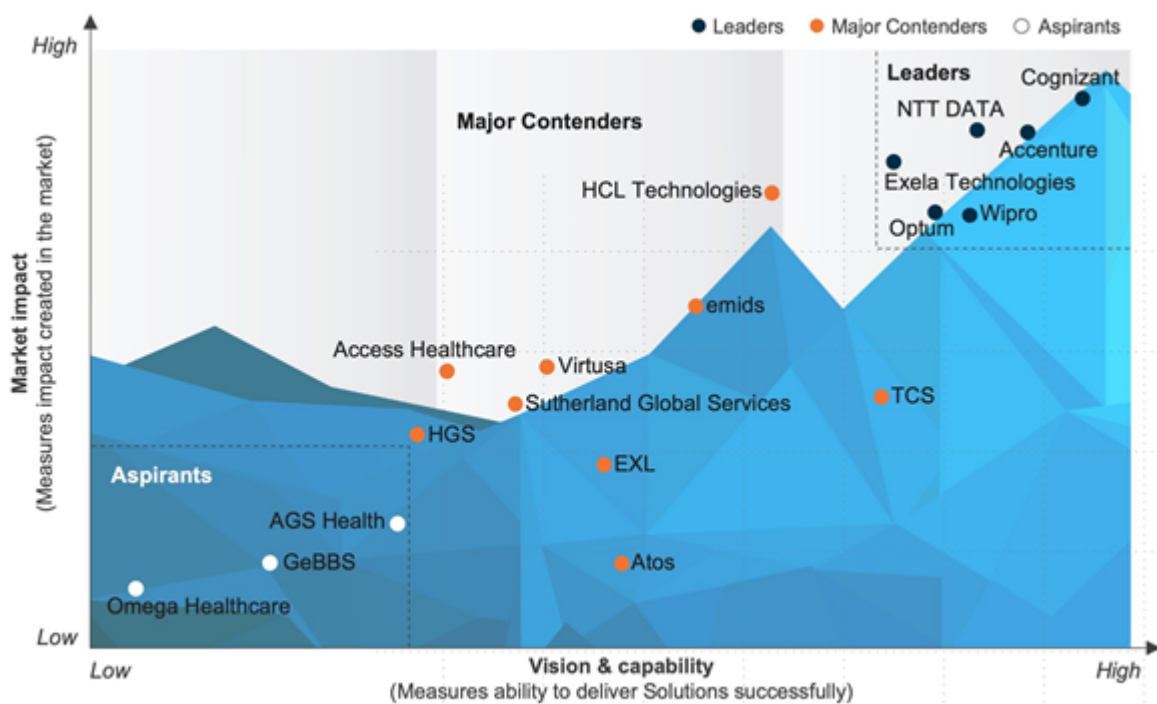 Leaders
Major Contenders
Aspirants
High
Leaders
Cognizant
NTT DATA
Major Contenders
Accenture
HCL Technologies
Exela Technologies
Optum
Wipro
Market impact
(Measures impact created in the market)
emids
Access Healthcare
Virtusa
Sutherland Global Services
TCS
HGS
EXL
Aspirants
AGS Health
GeBBS
Atos
Omega Healthcare
Low
Low
Vision & capability
High
(Measures ability to deliver Solutions successfully)